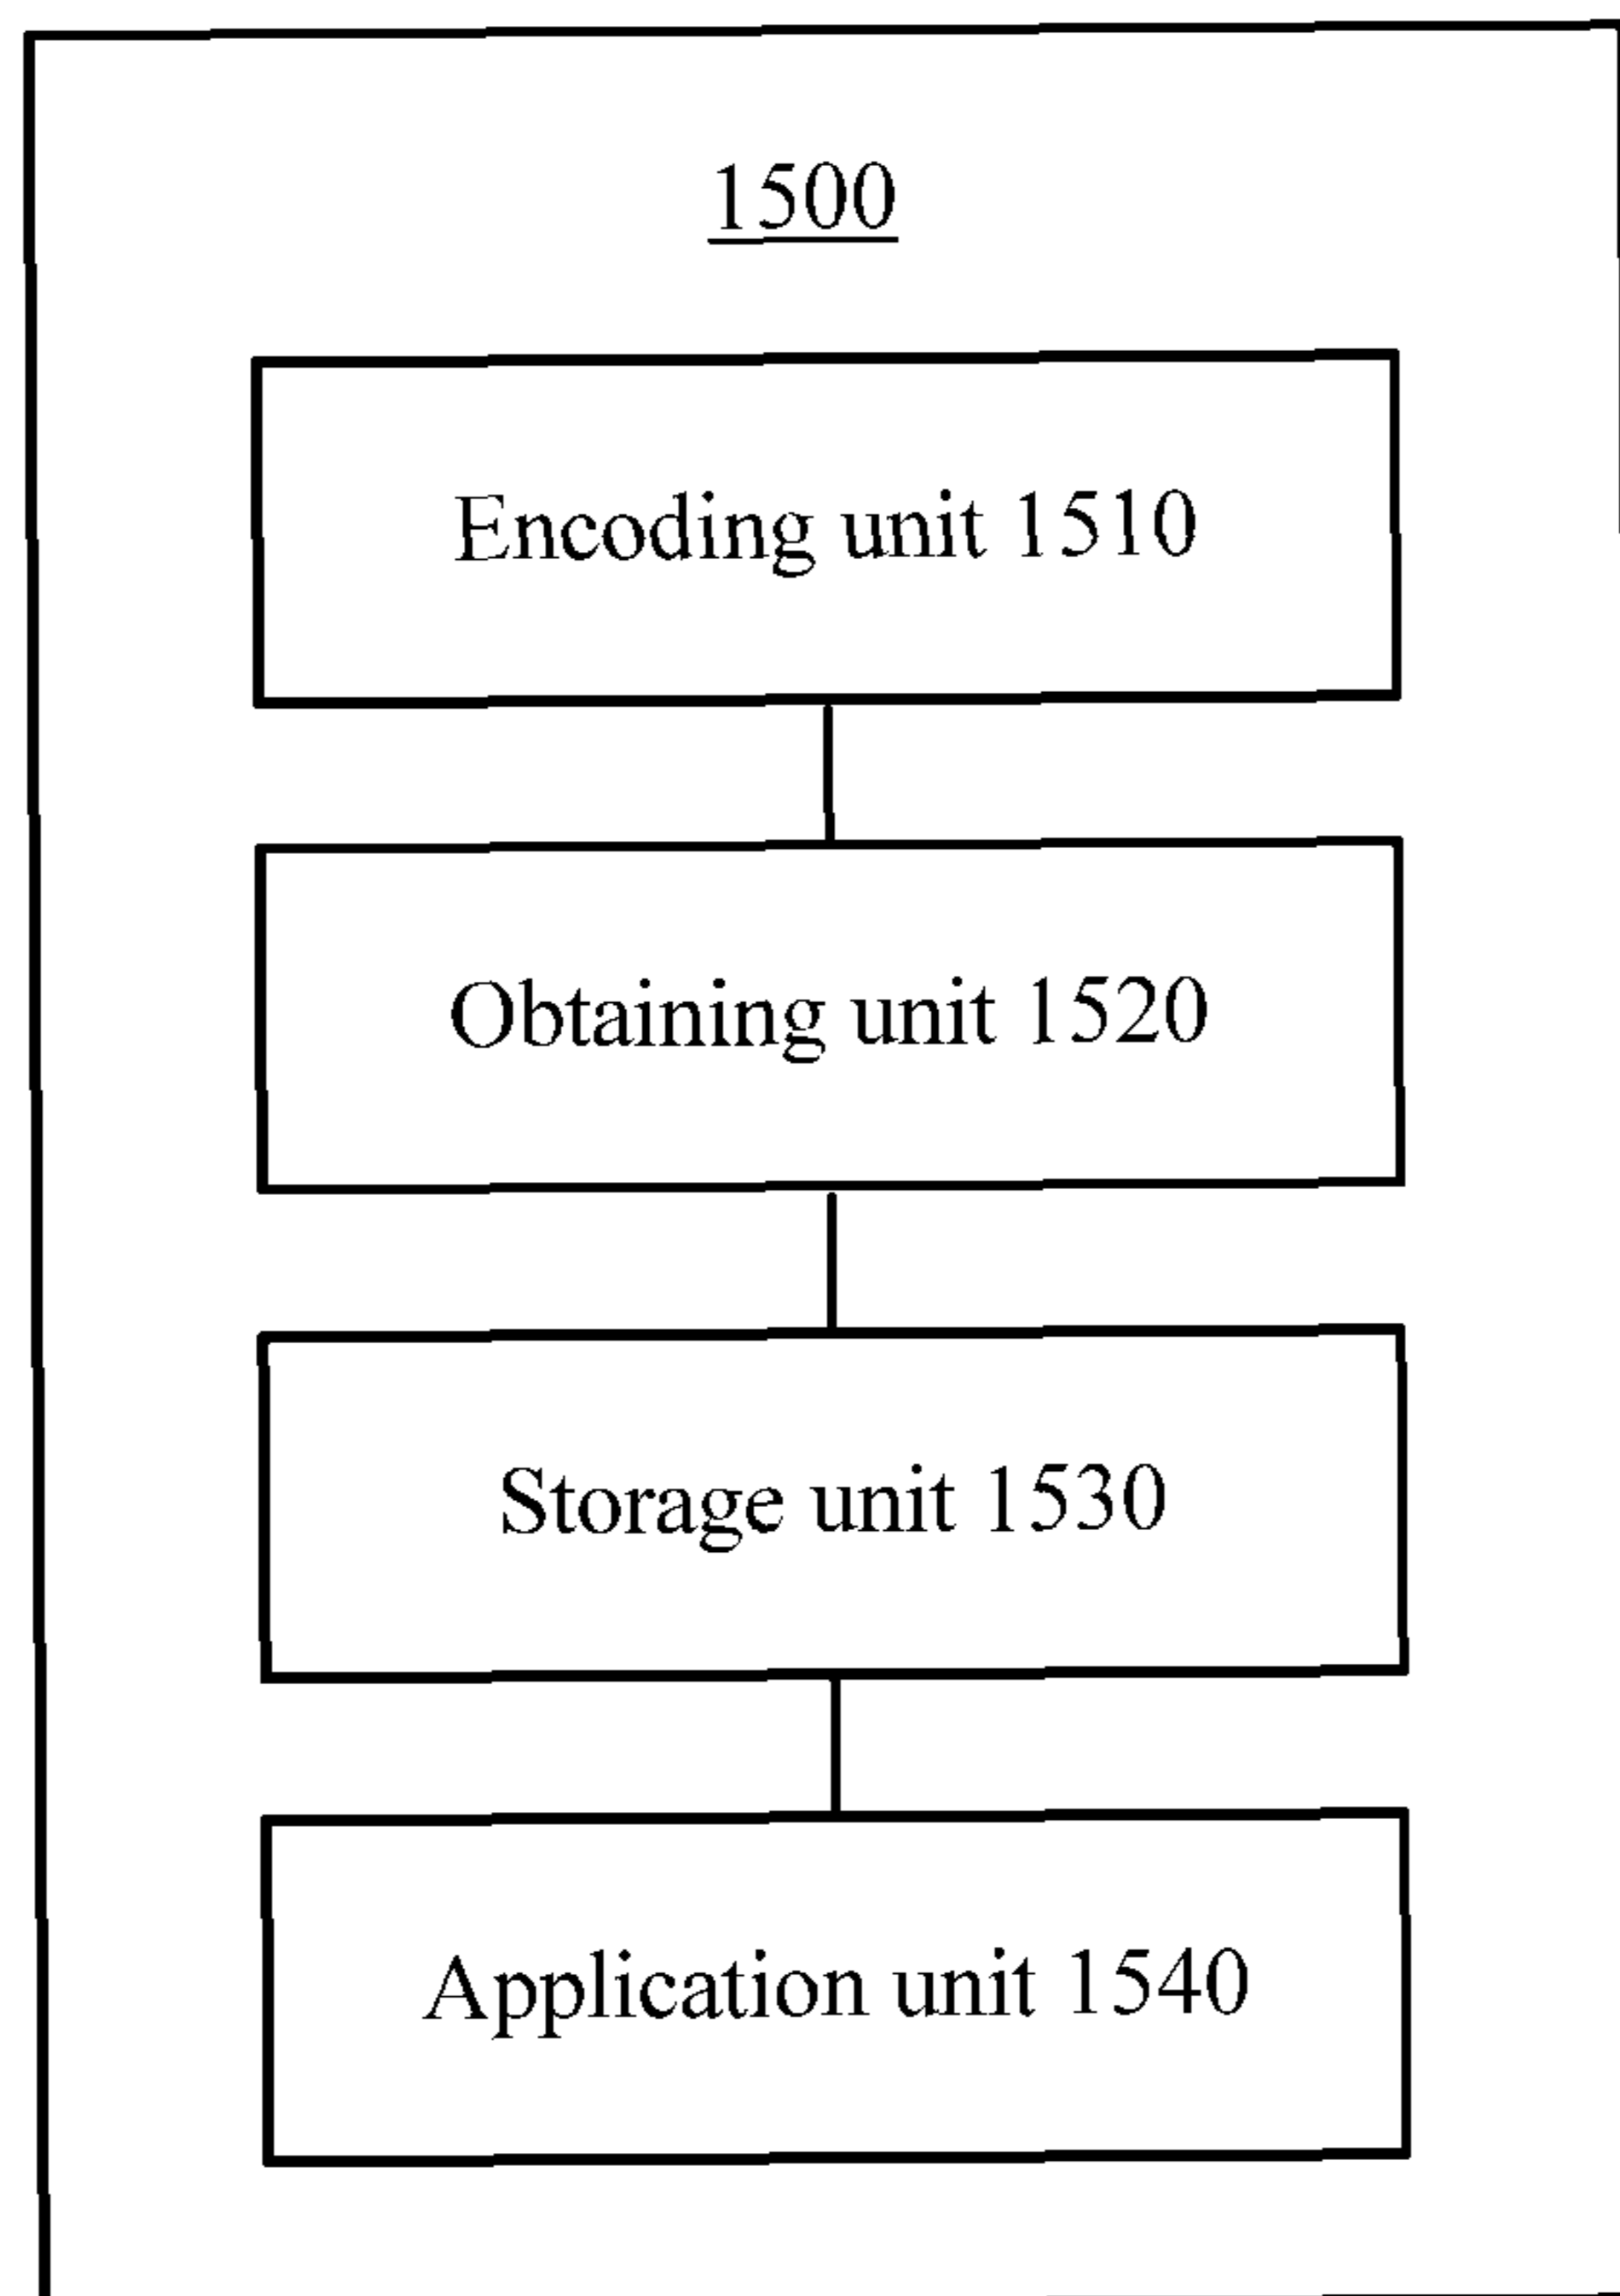 1500
Encoding unit 1510
Obtaining unit 1520
Storage unit 1530
Application unit 1540